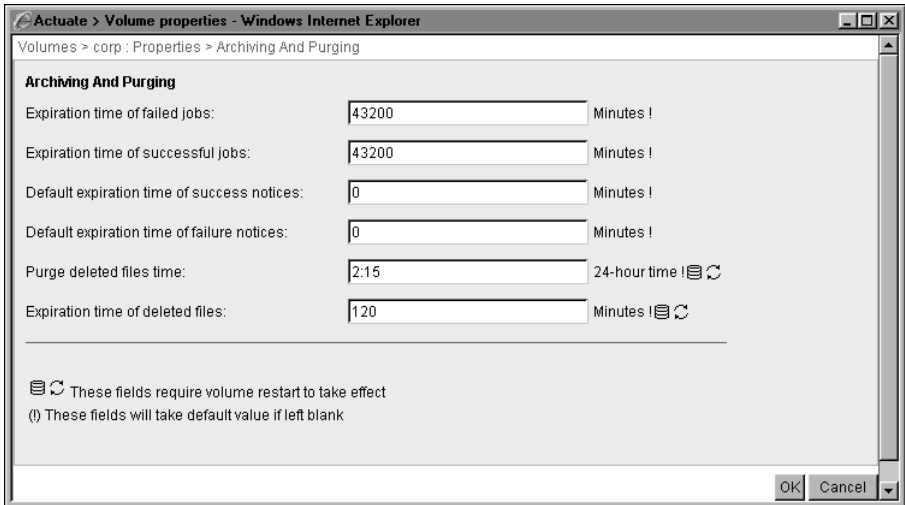 Actuate > Volume properties - Windows Internet Explorer
Volumes > corp : Properties > Archiving And Purging
Archiving And Purging
Expiration time of failed jobs: 43200 Minutes !
Expiration time of successful jobs: 43200 Minutes !
Default expiration time of success notices: 0 Minutes !
Default expiration time of failure notices: 0 Minutes !
Purge deleted files time: 2:15 24-hour time !
Expiration time of deleted files: 120 Minutes !
These fields require volume restart to take effect
(!) These fields will take default value if left blank
OK Cancel